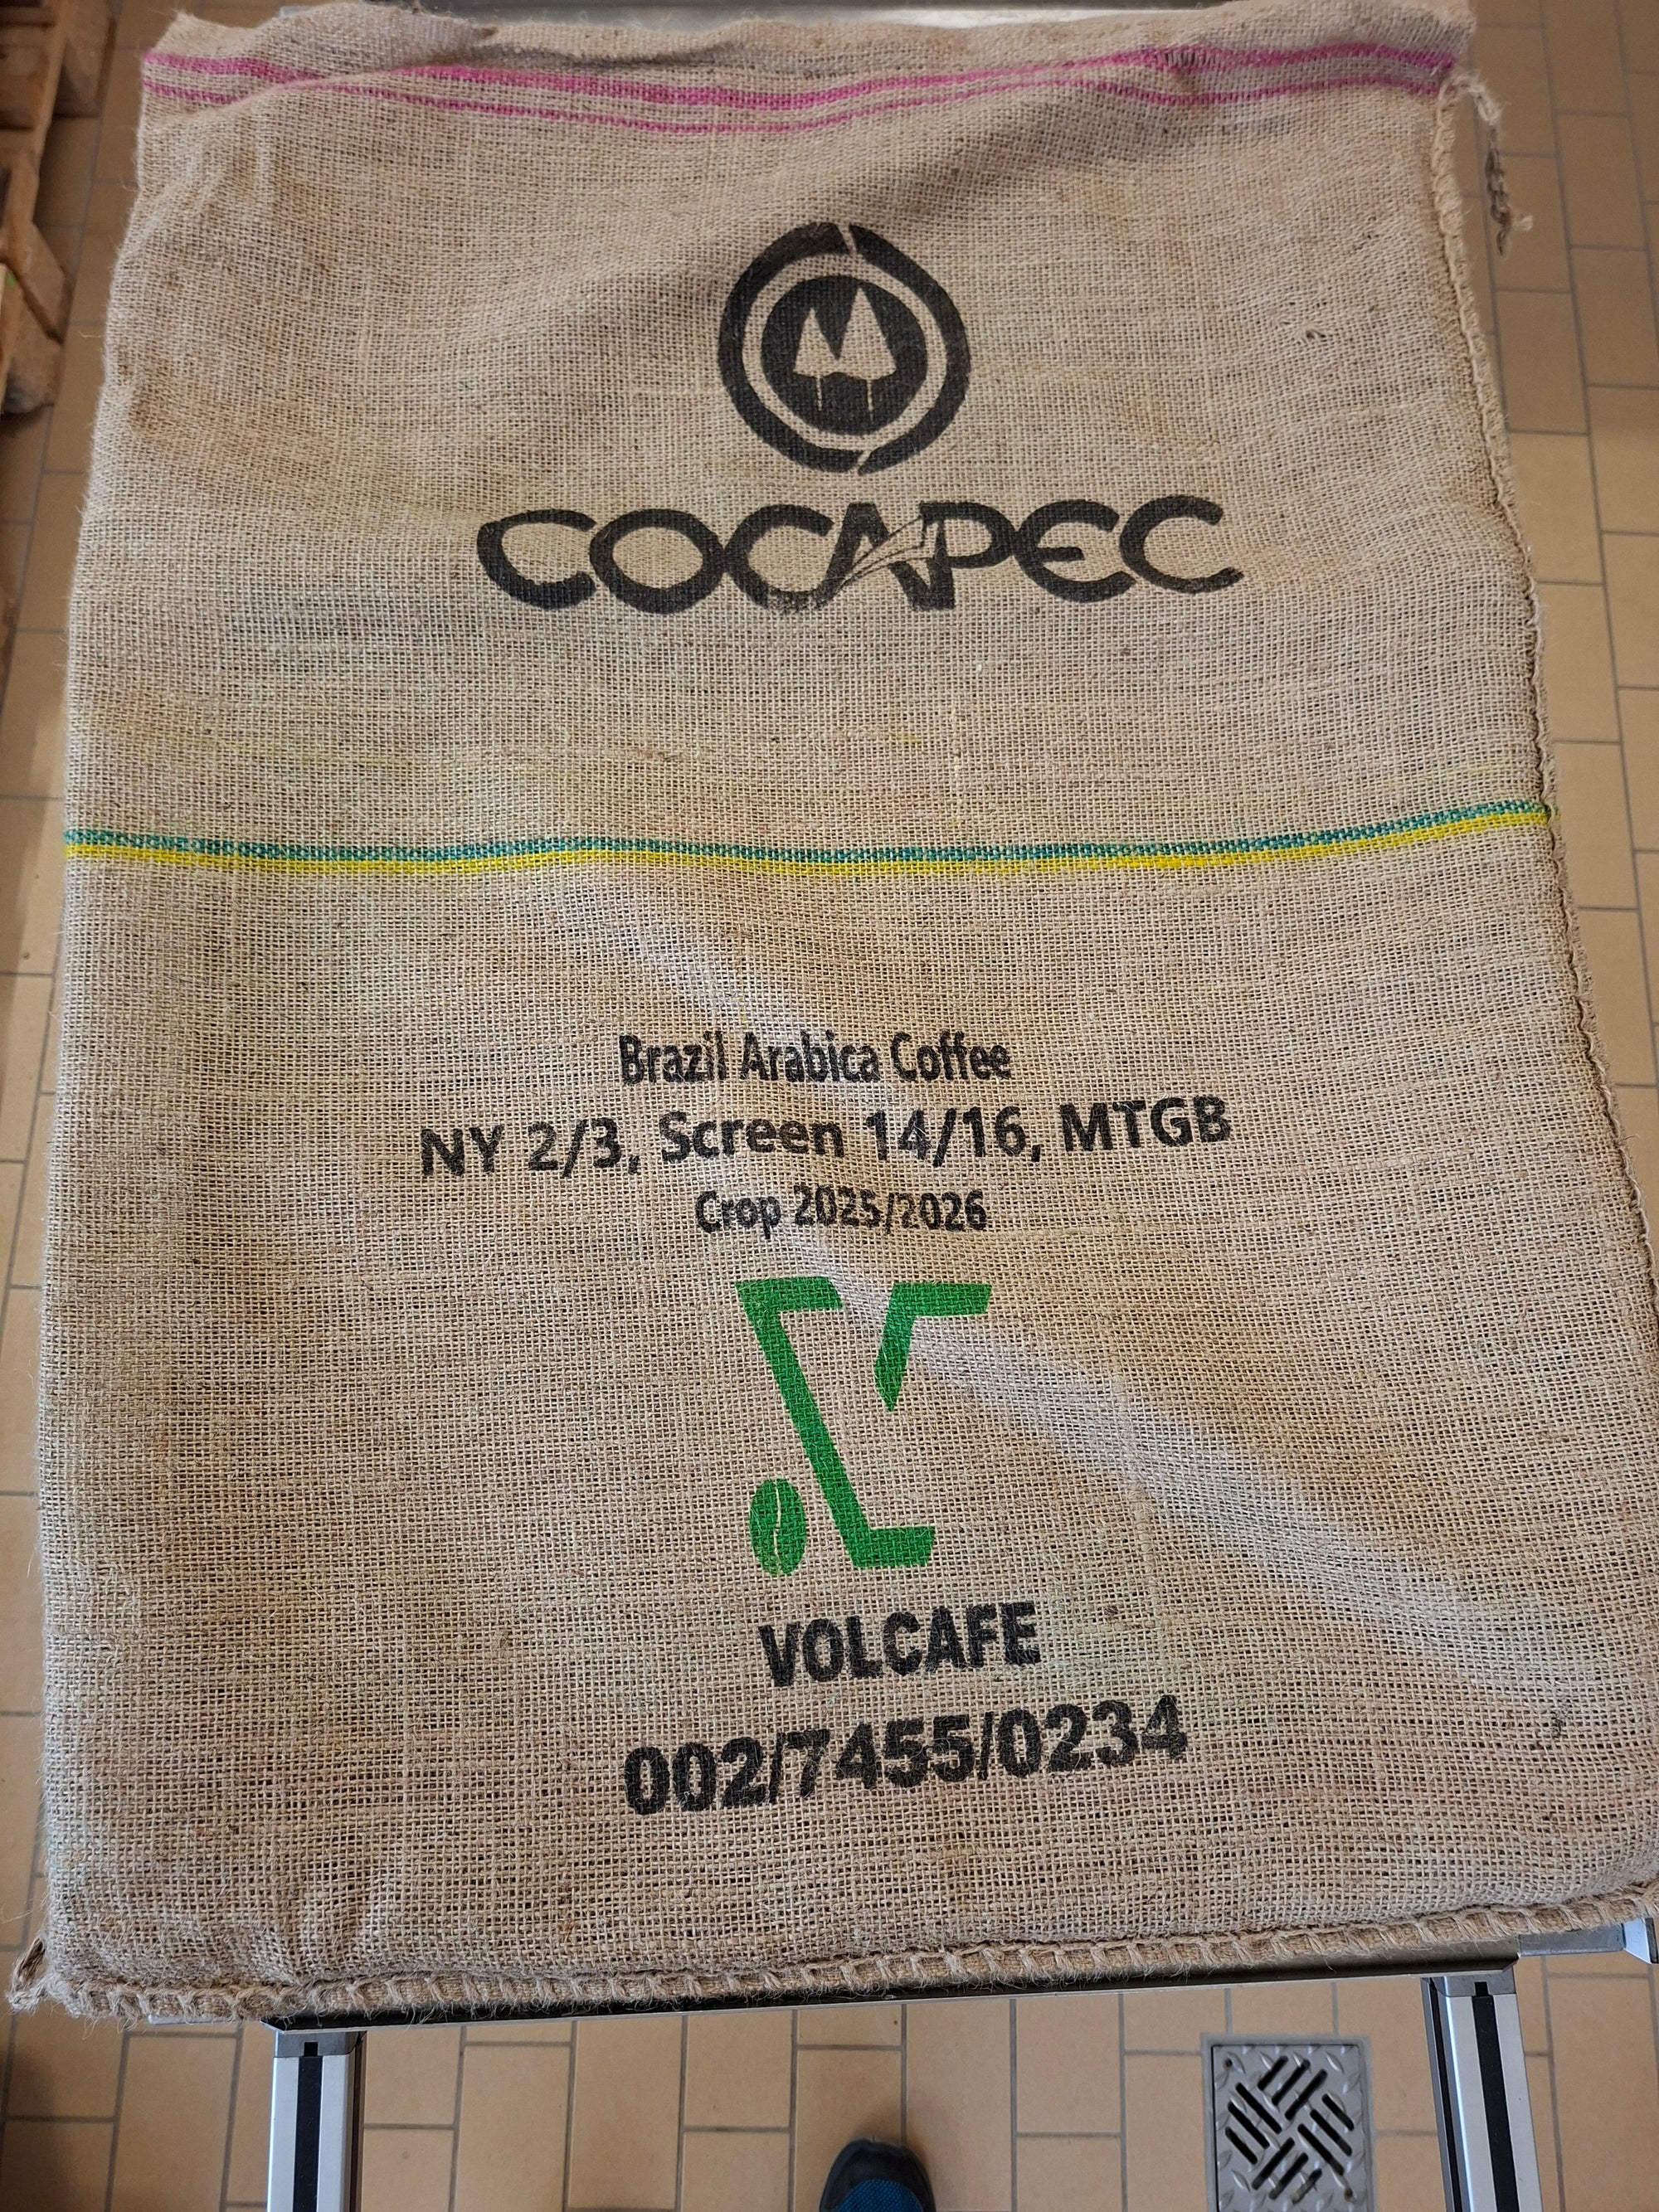 COCAPEC
Brazil Arabica Coffee
NY 2/3, Screen 14/16, MTGB
Crop 2025/2026
VOLCAFE
002/7455/0234